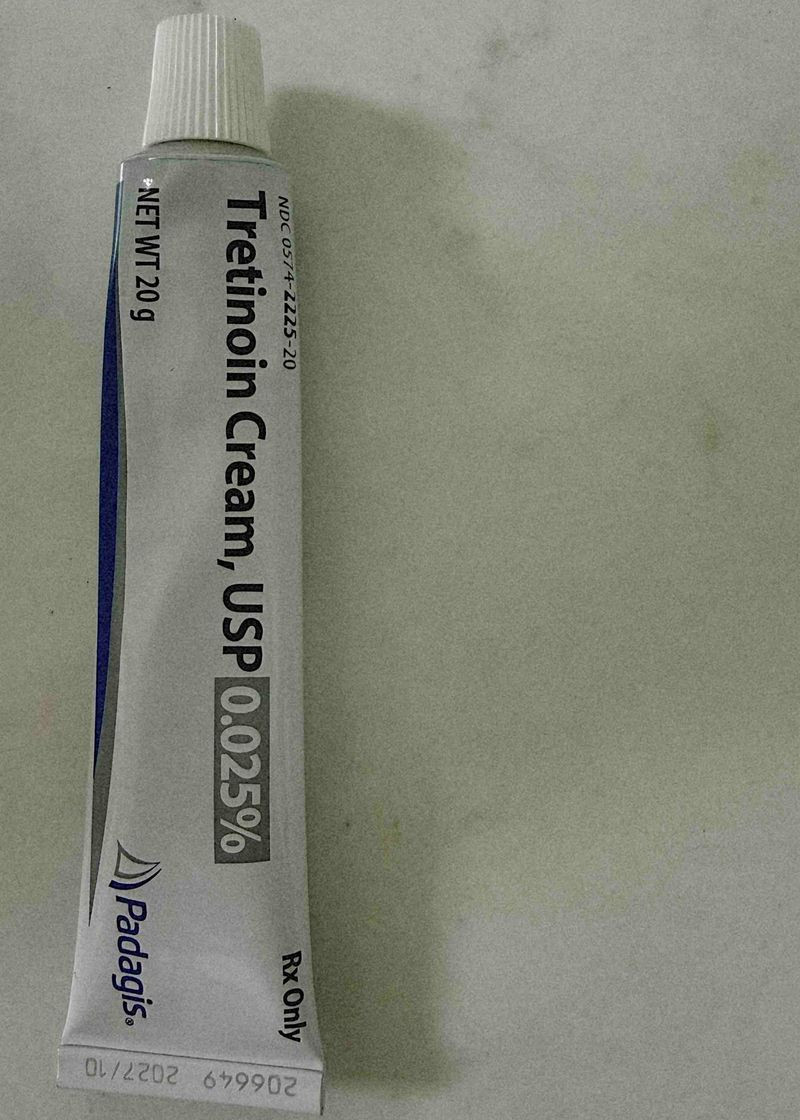 NDC 0574-2225-20
Rx Only
Tretinoin Cream, USP 0.025%
NET WT 20 g
Padagis®
206649 2027/10